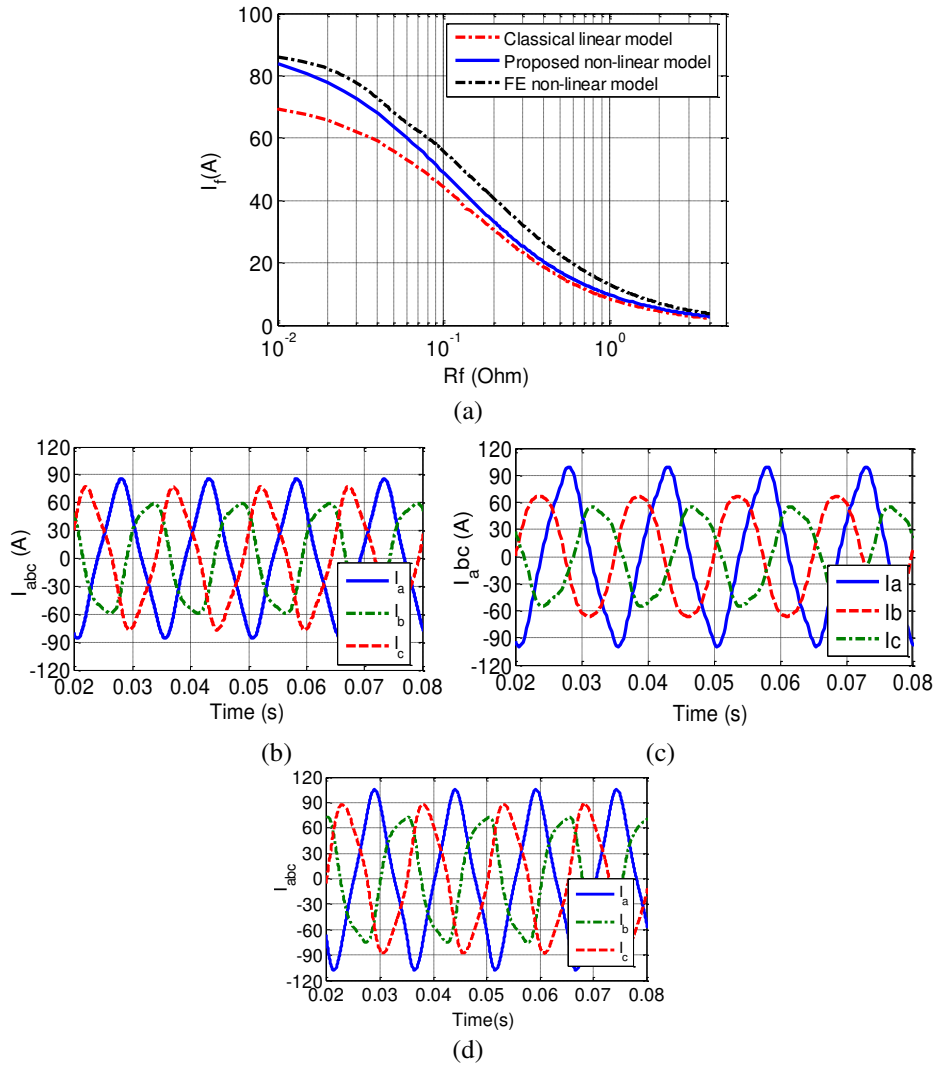 100
80
60
40
20
0
I_f(A)
Classical linear model
Proposed non-linear model
FE non-linear model
10^-2
10^-1
10^0
Rf (Ohm)
(a)
120
90
60
30
0
-30
-60
-90
-120
I_abc (A)
I_a
I_b
I_c
0.02 0.03 0.04 0.05 0.06 0.07 0.08
Time (s)
(b)
120
90
60
30
0
-30
-60
-90
-120
I_abc (A)
Ia
Ib
Ic
0.02 0.03 0.04 0.05 0.06 0.07 0.08
Time (s)
(c)
120
90
60
30
0
-30
-60
-90
-120
I_abc
I_a
I_b
I_c
0.02 0.03 0.04 0.05 0.06 0.07 0.08
Time(s)
(d)